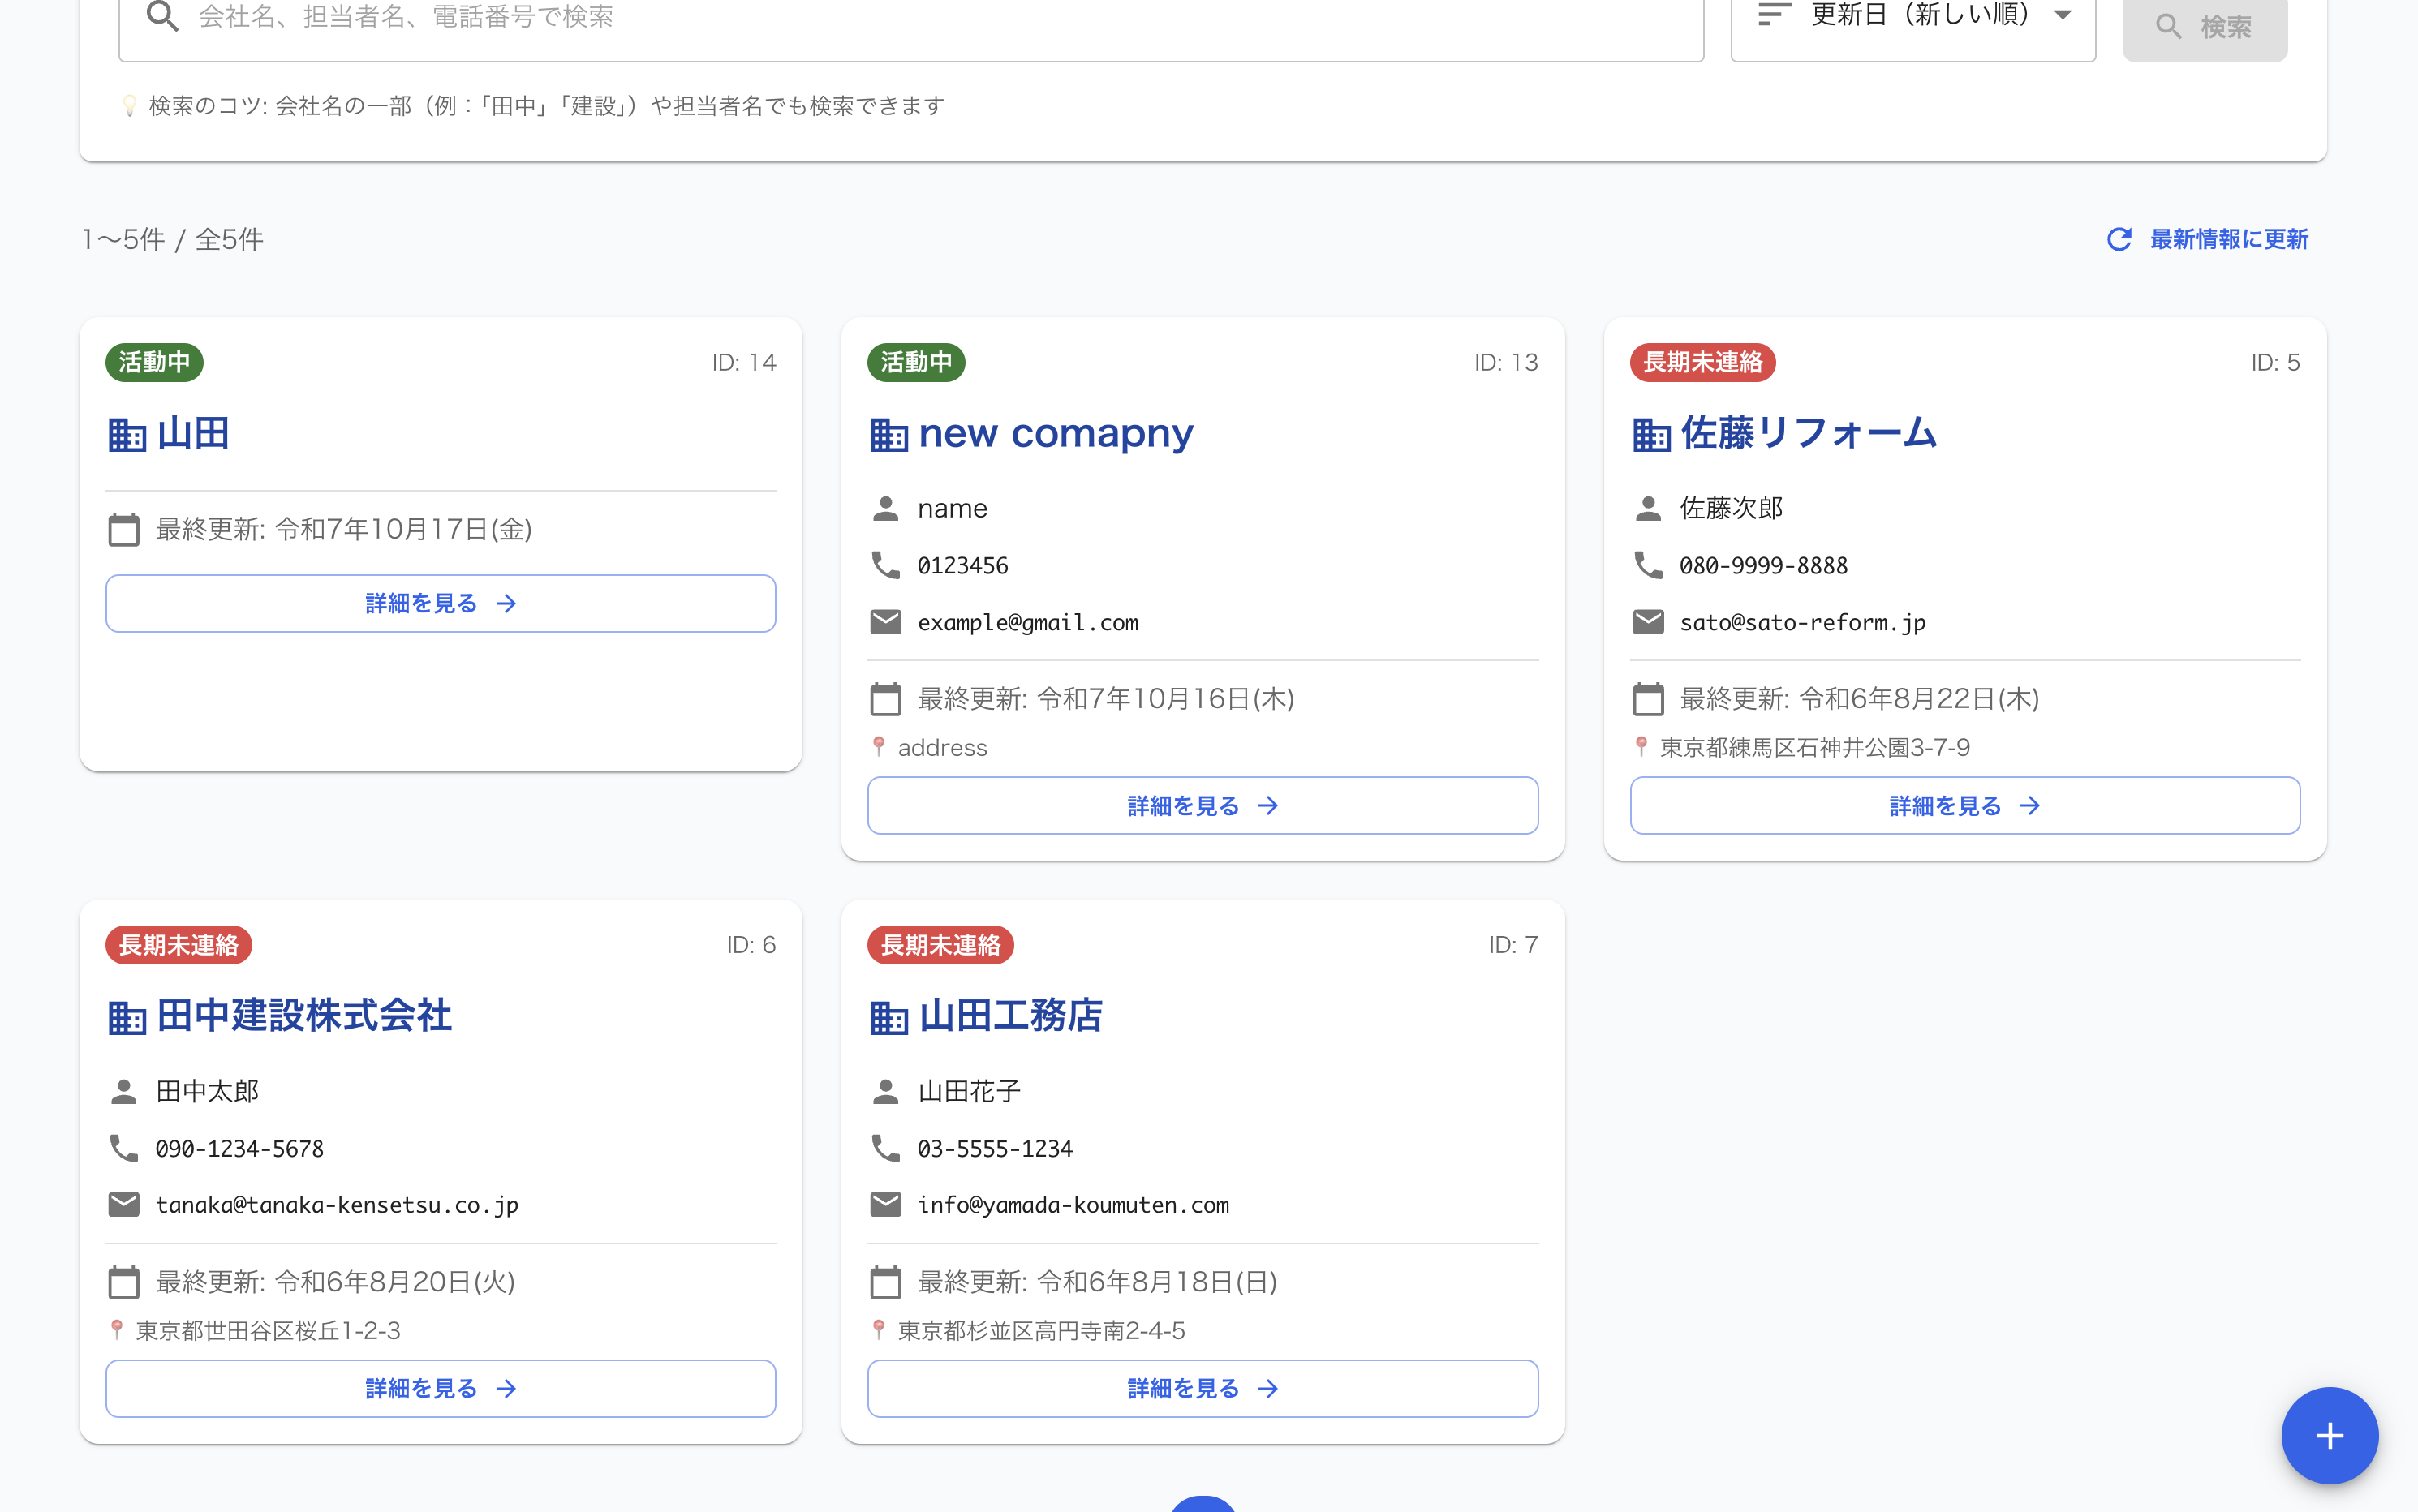 会社名、担当者名、電話番号で検索
更新日（新しい順）
検索
検索のコツ: 会社名の一部（例：「田中」「建設」）や担当者名でも検索できます
1〜5件 / 全5件
最新情報に更新
活動中
ID: 14
山田
最終更新: 令和7年10月17日(金)
詳細を見る →
活動中
ID: 13
new comapny
name
0123456
example@gmail.com
最終更新: 令和7年10月16日(木)
address
詳細を見る →
長期未連絡
ID: 5
佐藤リフォーム
佐藤次郎
080-9999-8888
sato@sato-reform.jp
最終更新: 令和6年8月22日(木)
東京都練馬区石神井公園3-7-9
詳細を見る →
長期未連絡
ID: 6
田中建設株式会社
田中太郎
090-1234-5678
tanaka@tanaka-kensetsu.co.jp
最終更新: 令和6年8月20日(火)
東京都世田谷区桜丘1-2-3
詳細を見る →
長期未連絡
ID: 7
山田工務店
山田花子
03-5555-1234
info@yamada-koumuten.com
最終更新: 令和6年8月18日(日)
東京都杉並区高円寺南2-4-5
詳細を見る →